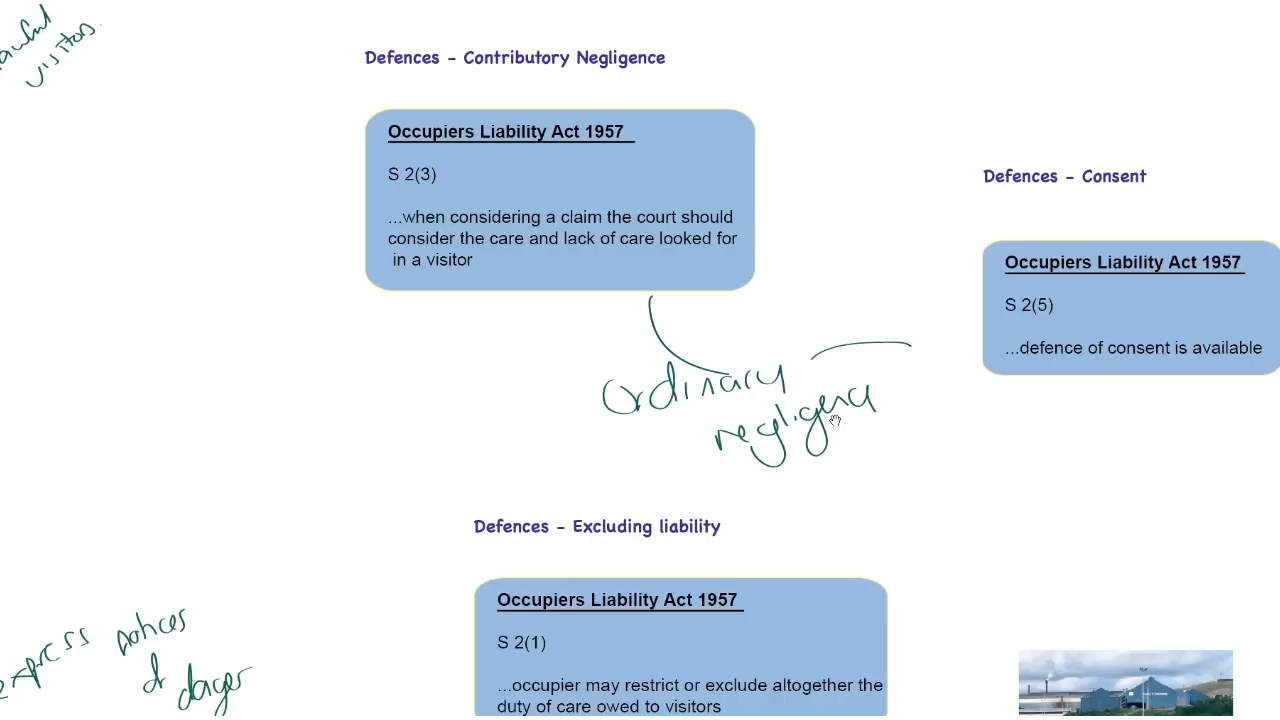 lawful
visitors
Defences - Contributory Negligence
Occupiers Liability Act 1957
S 2(3)
...when considering a claim the court should
consider the care and lack of care looked for
in a visitor
Defences - Consent
Occupiers Liability Act 1957
S 2(5)
...defence of consent is available
Ordinary
negligence
Defences - Excluding liability
Occupiers Liability Act 1957
S 2(1)
...occupier may restrict or exclude altogether the
duty of care owed to visitors
express notices
danger